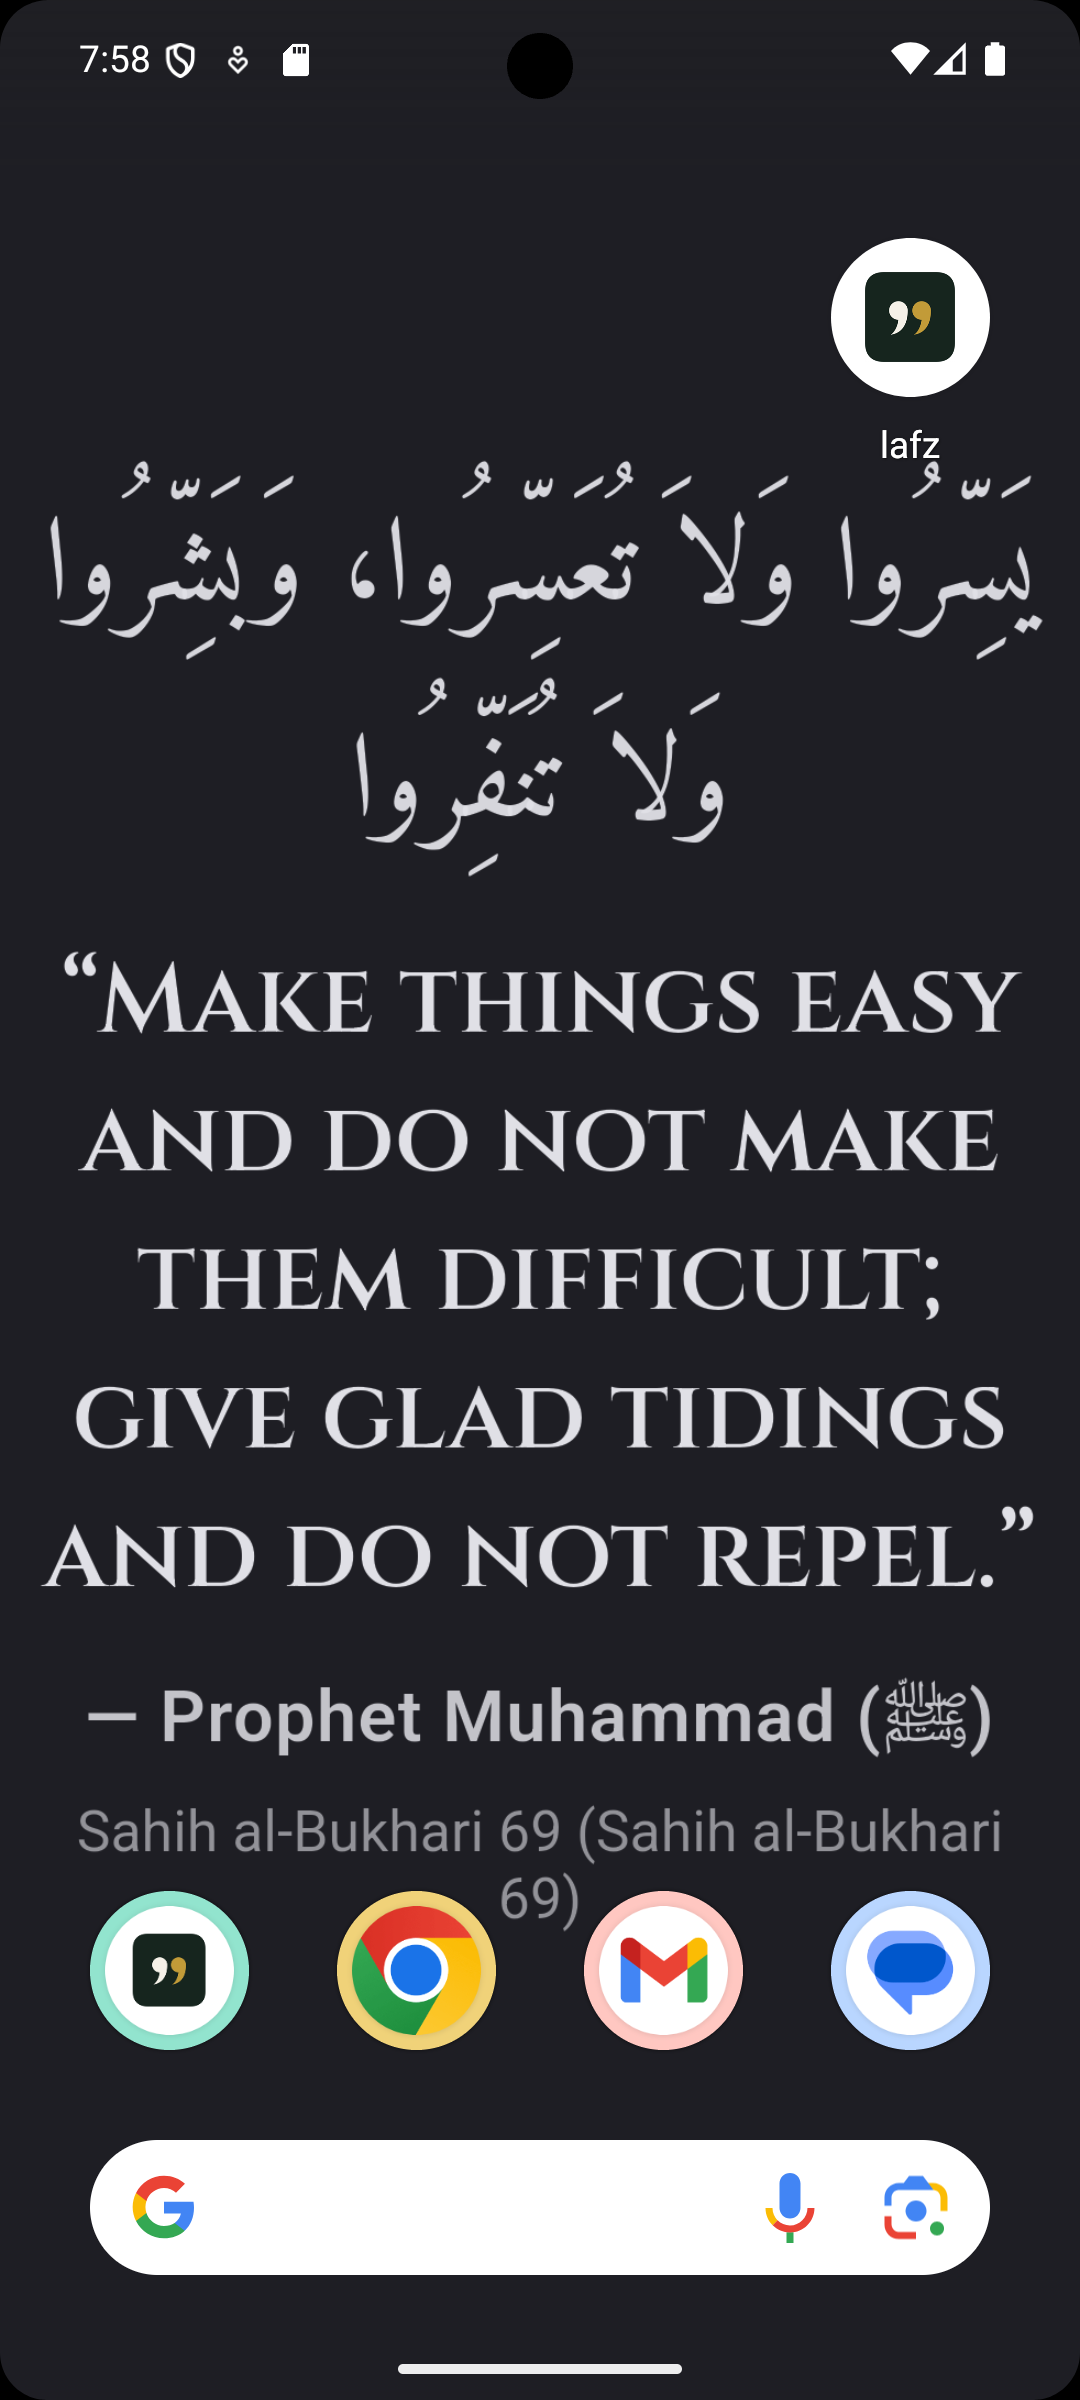 7:58
lafz
يَسِّرُوا وَلَا تُعَسِّرُوا، وَبَشِّرُوا
وَلَا تُنَفِّرُوا
“Make things easy
and do not make
them difficult;
give glad tidings
and do not repel.”
— Prophet Muhammad (ﷺ)
Sahih al-Bukhari 69 (Sahih al-Bukhari
69)